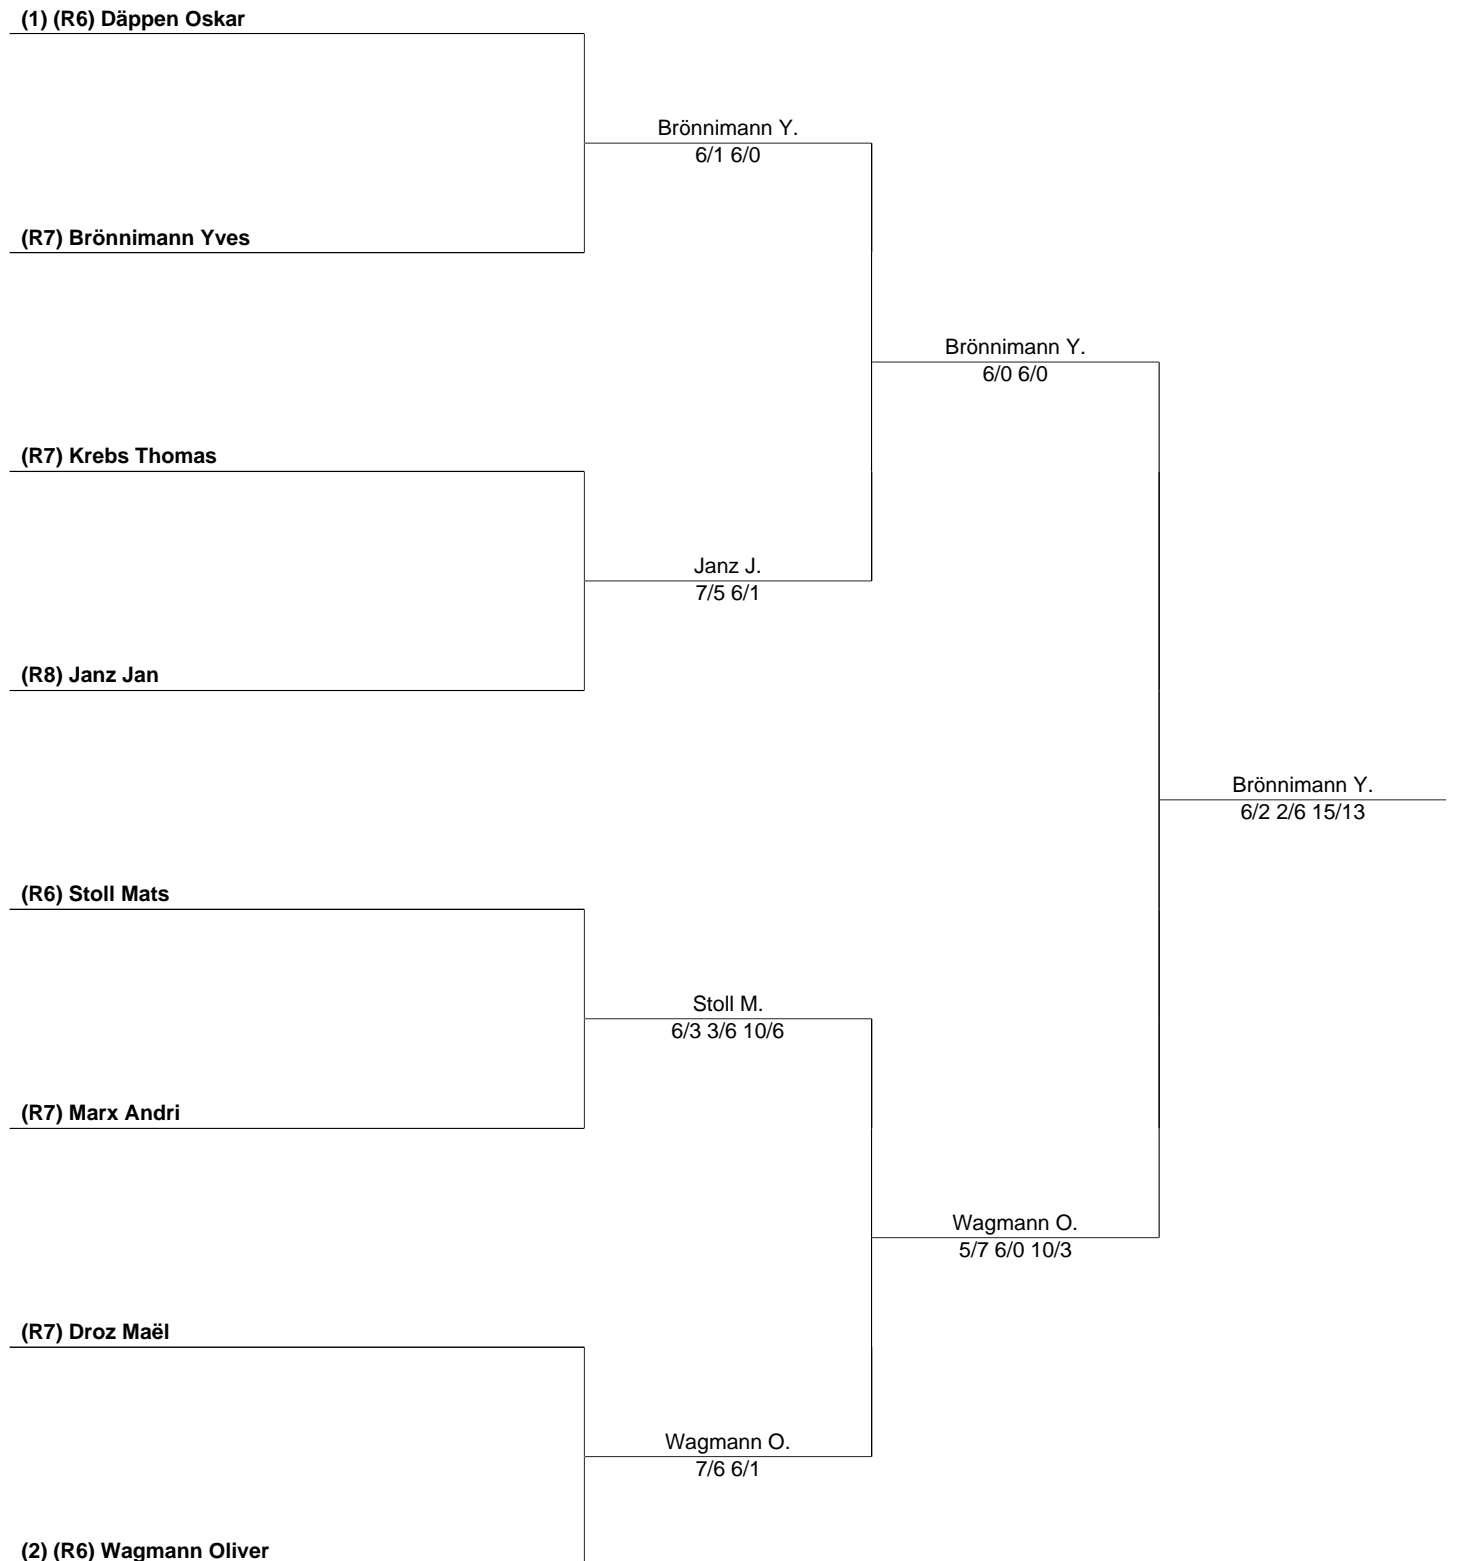 (1) (R6) Däppen Oskar
Brönnimann Y.
6/1 6/0
(R7) Brönnimann Yves
Brönnimann Y.
6/0 6/0
(R7) Krebs Thomas
Janz J.
7/5 6/1
(R8) Janz Jan
Brönnimann Y.
6/2 2/6 15/13
(R6) Stoll Mats
Stoll M.
6/3 3/6 10/6
(R7) Marx Andri
Wagmann O.
5/7 6/0 10/3
(R7) Droz Maël
Wagmann O.
7/6 6/1
(2) (R6) Wagmann Oliver